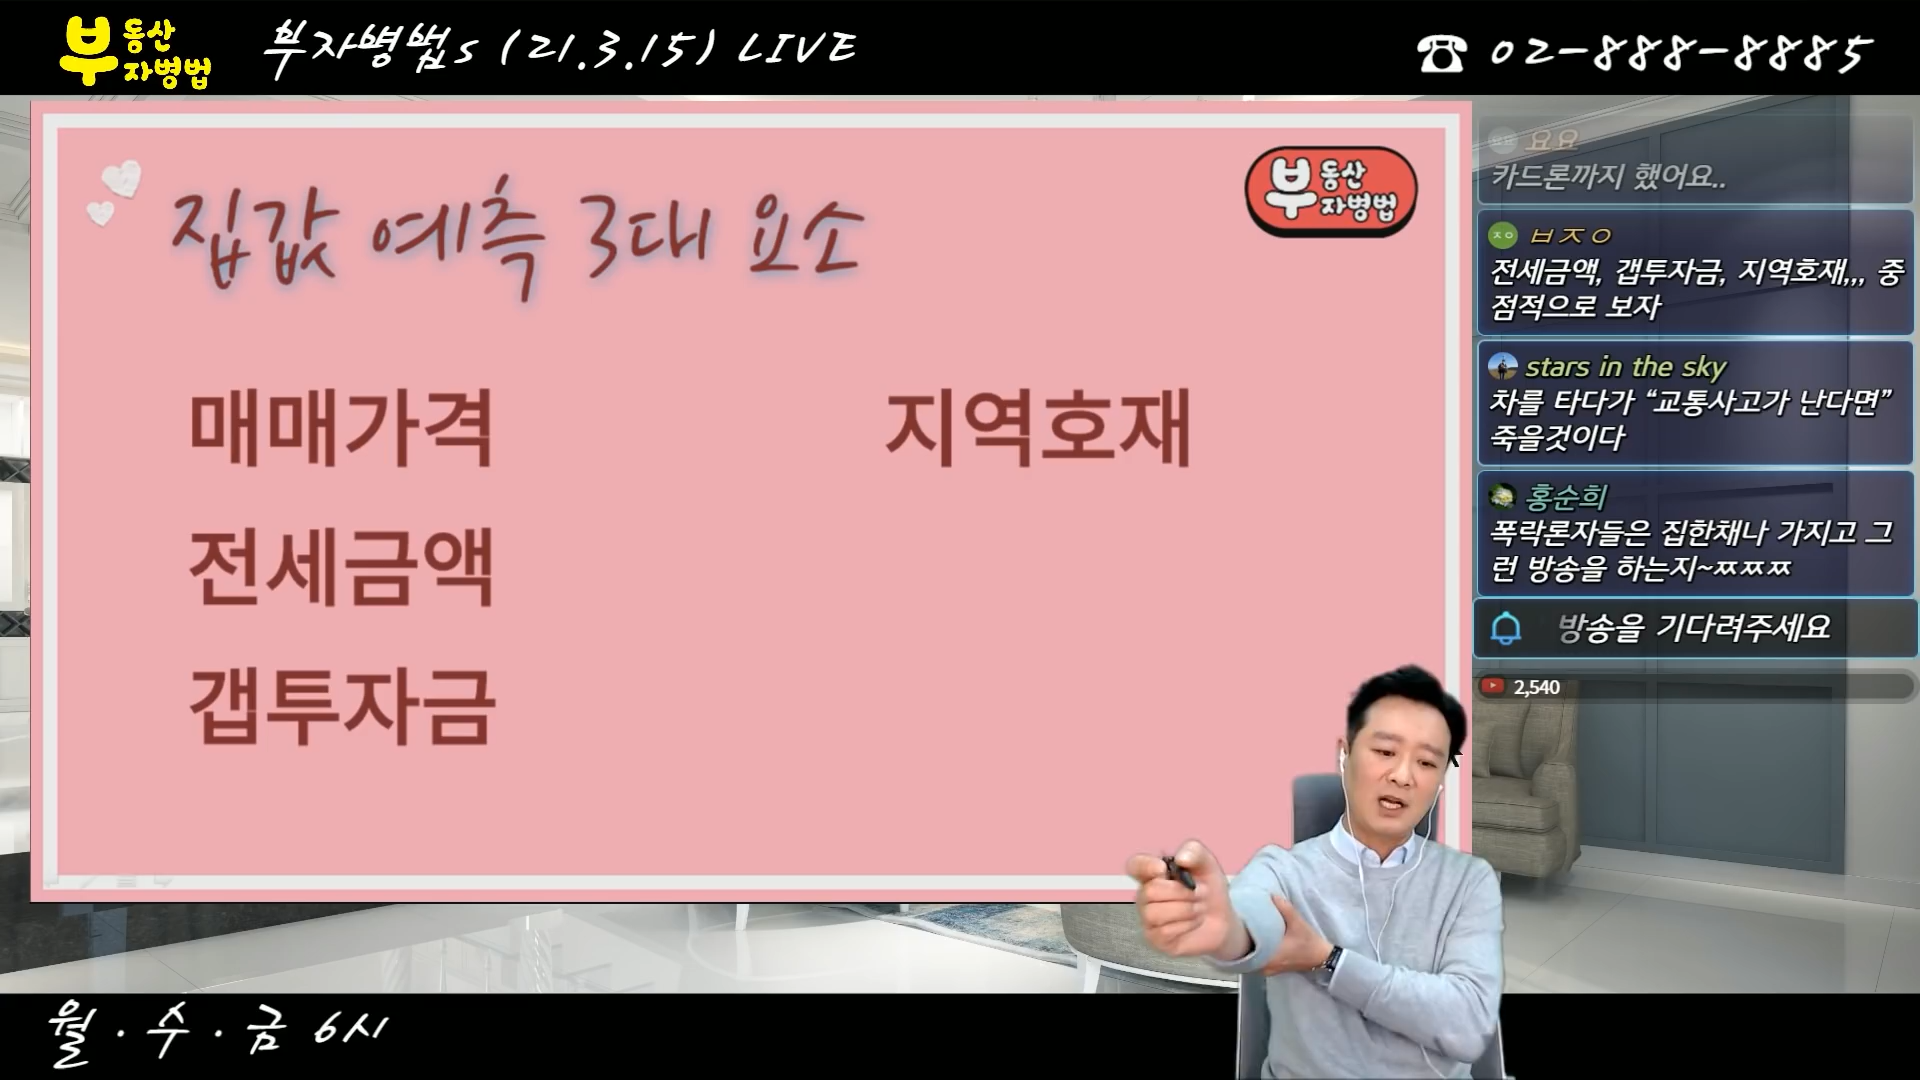 부동산
자병법
부자병법s (21.3.15) LIVE
☎ 02-888-8885
집값 예측 3대 요소
부동산
자병법
매매가격
지역호재
전세금액
갭투자금
요요
카드론까지 했어요..
ㅈㅇ ㅂㅈㅇ
전세금액, 갭투자금, 지역호재,,, 중
점적으로 보자
stars in the sky
차를 타다가 “교통사고가 난다면”
죽을것이다
홍순희
폭락론자들은 집한채나 가지고 그
런 방송을 하는지~ㅉㅉㅉ
방송을 기다려주세요
2,540
월·수·금 6시